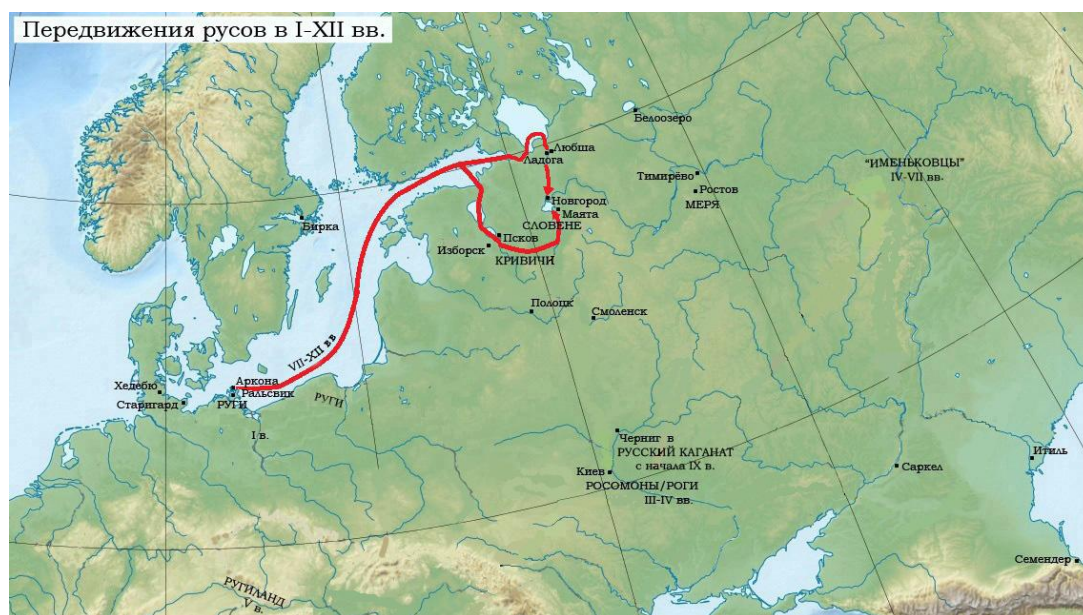 Передвижения русов в I-XII вв.
Белоозеро
Любша
Ладога
"ИМЕНЬКОВЦЫ"
IV-VII вв.
Тимирёво
Ростов
МЕРЯ
Новгород
Маята
СЛОВЕНЕ
Бирка
Псков
Изборск
КРИВИЧИ
Полоцк
Смоленск
VII-XII вв
Аркона
Хедебю
Ральсвик
Старигард
РУГИ
РУГИ
I в.
Черниг в
РУССКИЙ КАГАНАТ
с начала IX в.
Киев
РОСОМОНЫ/РОГИ
III-IV вв.
Саркел
Итиль
Семендер
РУГИЛАНД
V в.